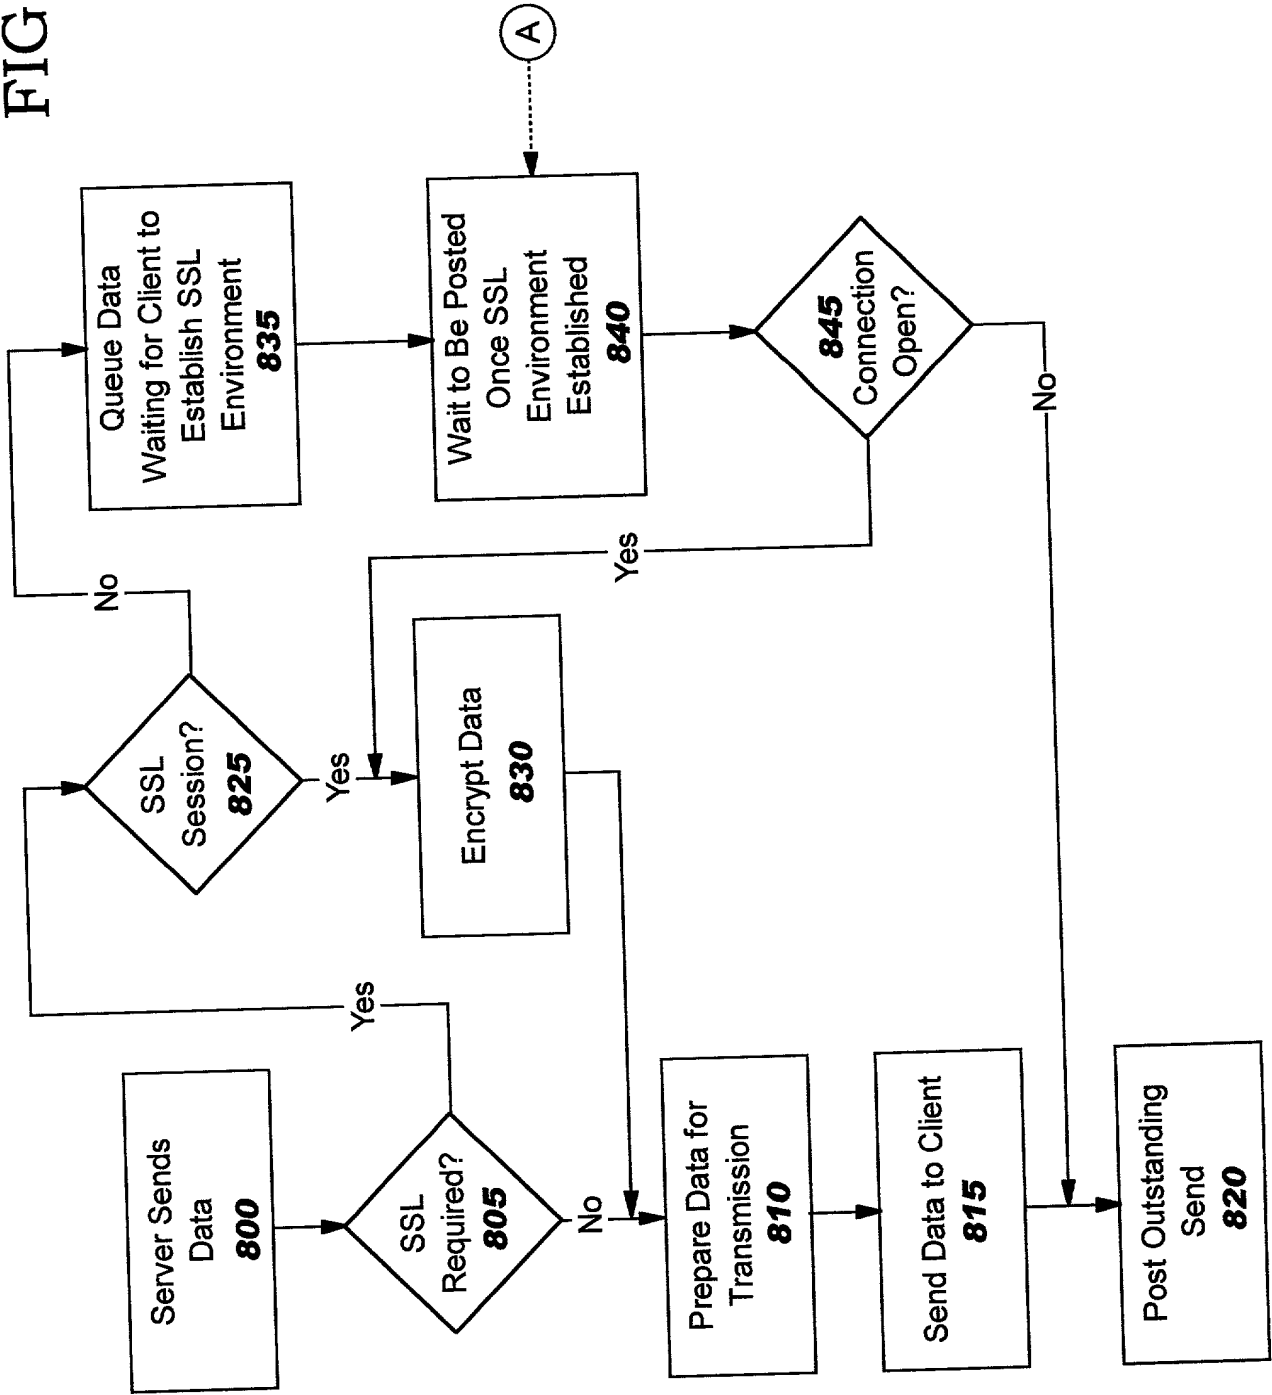 FIG
Server Sends
Data
800
SSL
Required?
805
Yes
No
Prepare Data for
Transmission
810
Send Data to Client
815
Post Outstanding
Send
820
SSL
Session?
825
No
Yes
Encrypt Data
830
Queue Data
Waiting for Client to
Establish SSL
Environment
835
Wait to Be Posted
Once SSL
Environment
Established
840
A
845
Connection
Open?
Yes
No